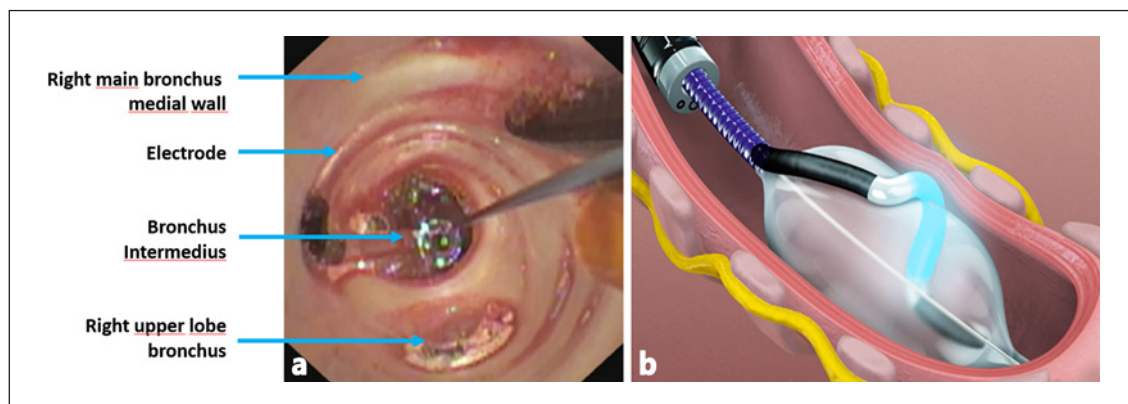 Right main bronchus
medial wall
Electrode
Bronchus
Intermedius
Right upper lobe
bronchus
a
b